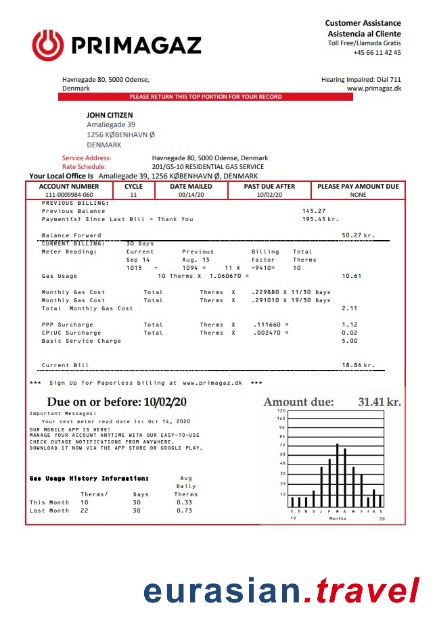 PRIMAGAZ
Customer Assistance
Asistencia al Cliente
Toll Free/Llamada Gratis
+45 66 11 42 45
Havnegade 80, 5000 Odense,
Denmark
Hearing Impaired: Dial 711
www.primagaz.dk
PLEASE RETURN THIS TOP PORTION FOR YOUR RECORD
JOHN CITIZEN
Amaliegade 39
1256 KØBENHAVN Ø
DENMARK
Service Address: Havnegade 80, 5000 Odense, Denmark
Rate Schedule: 201/GS-10 RESIDENTIAL GAS SERVICE
Your Local Office Is Amaliegade 39, 1256 KØBENHAVN Ø, DENMARK
ACCOUNT NUMBER CYCLE DATE MAILED PAST DUE AFTER PLEASE PAY AMOUNT DUE
111-0009984-060 11 09/14/20 10/02/20 NONE
PREVIOUS BILLING:
Previous Balance 145.27
Payment(s) Since Last Bill - Thank You 195.45kr.
Balance Forward 50.27 kr.
CURRENT BILLING: 30 Days
Meter Reading: Current Previous Billing Total
Sep 14 Aug. 15 Factor Therms
1015 - 1094 = 11 X -9410= 10
Gas Usage 10 Therms X 1.060670 = 10.61
Monthly Gas Cost Total Therms X .229880 X 11/30 Days
Monthly Gas Cost Total Therms X .291010 X 19/30 Days
Total Monthly Gas Cost 2.11
PPP Surcharge Total Therms X .111660 = 1.12
CP:UC Surcharge Total Therms X .002470 = 0.02
Basic Service Charge 5.00
Current Bill 18.86 kr.
*** Sign Up for Paperless billing at www.primagaz.dk ***
Due on or before: 10/02/20
Amount due: 31.41 kr.
Important Messages:
Your next meter read date is: Oct 14, 2020
OUR MOBILE APP IS HERE!
MANAGE YOUR ACCOUNT ANYTIME WITH OUR EASY-TO-USE
CHECK OUTAGE NOTIFICATIONS FROM ANYWHERE.
DOWNLOAD IT NOW VIA THE APP STORE OR GOOGLE PLAY.
Gas Usage History Information: Avg
Daily
Therms/ Days Therms
This Month 10 30 0.33
Last Month 22 30 0.73
96
84
72
60
48
36
24
12
19 Months 20
eurasian.travel